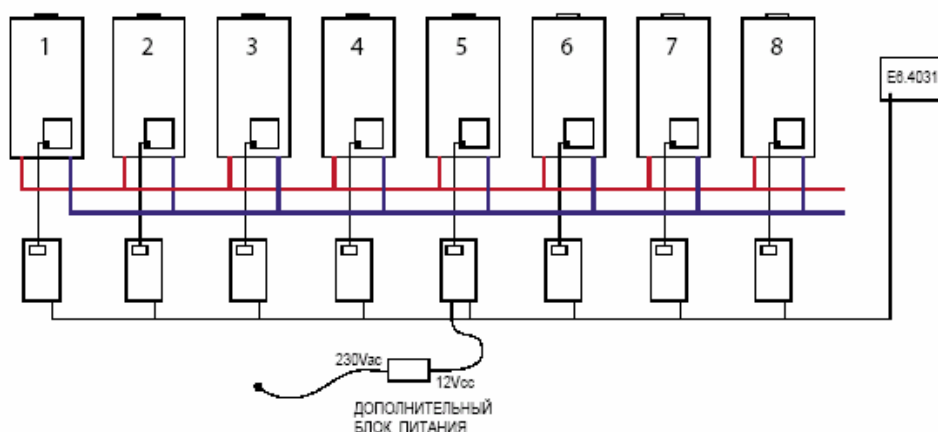 1 2 3 4 5 6 7 8
E6.4031
230Vac
12Vcc
ДОПОЛНИТЕЛЬНЫЙ
БЛОК ПИТАНИЯ